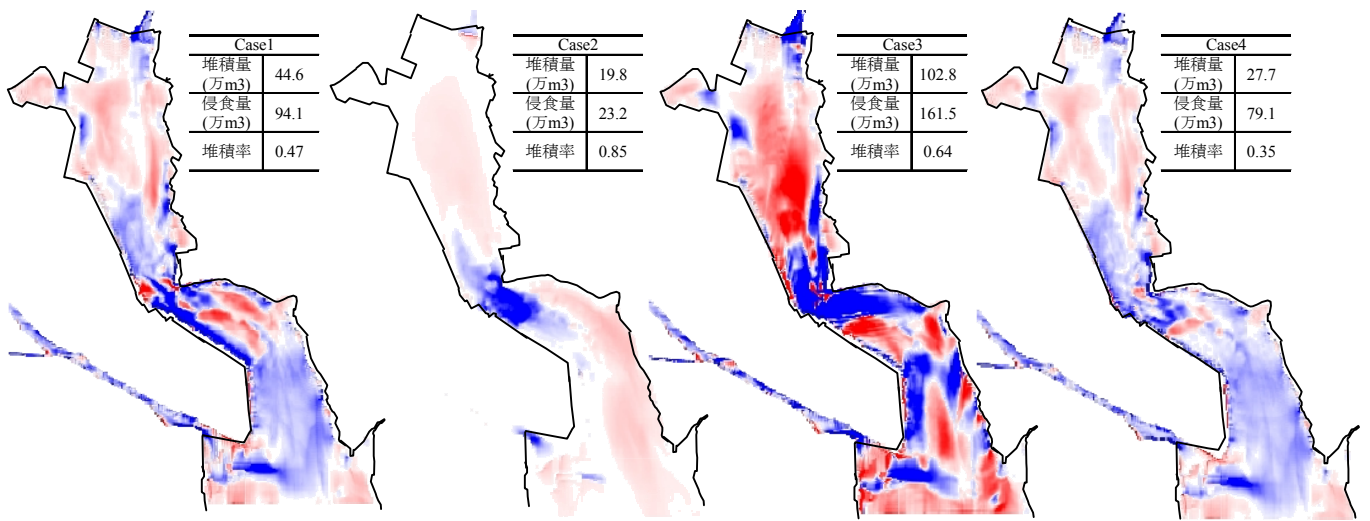 Case1
堆積量
(万m3)
44.6
侵食量
(万m3)
94.1
堆積率
0.47
Case2
堆積量
(万m3)
19.8
侵食量
(万m3)
23.2
堆積率
0.85
Case3
堆積量
(万m3)
102.8
侵食量
(万m3)
161.5
堆積率
0.64
Case4
堆積量
(万m3)
27.7
侵食量
(万m3)
79.1
堆積率
0.35